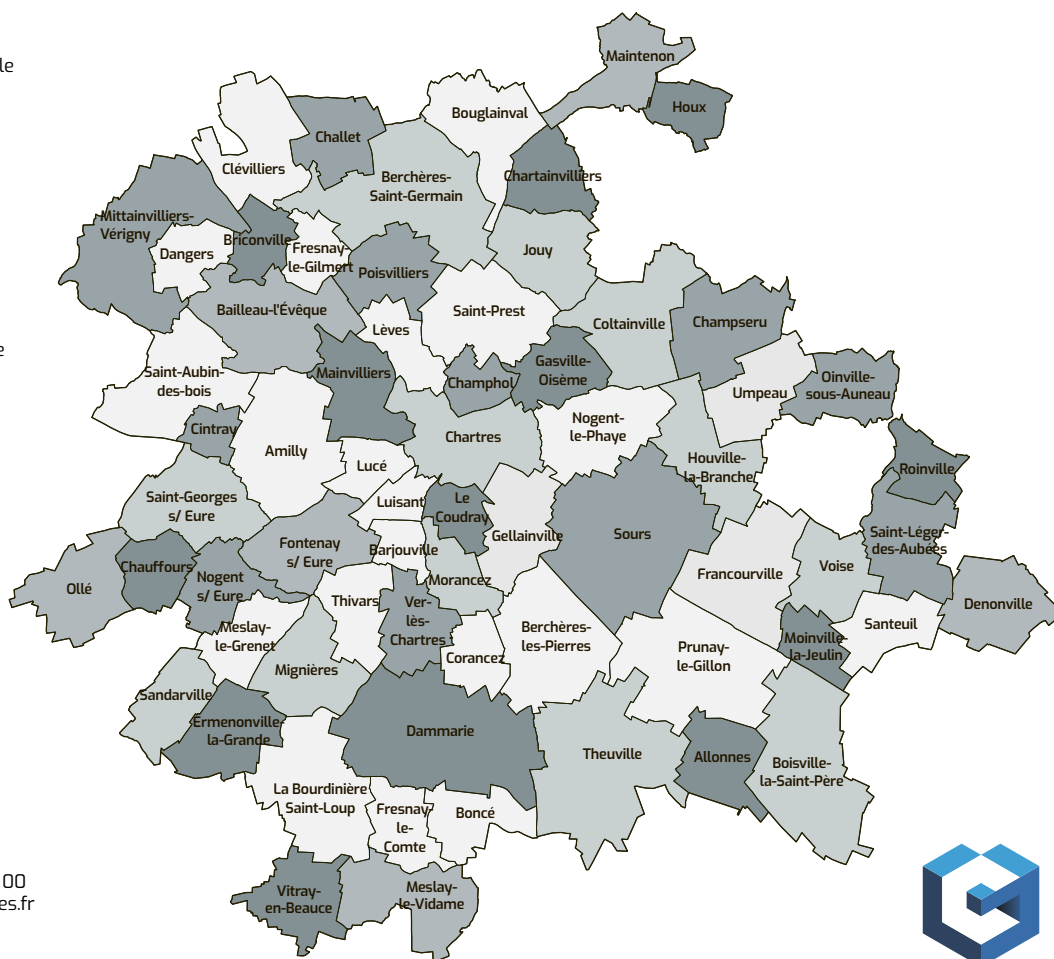 le
Maintenon
Houx
Bouglainval
Challet
Clévilliers
Chartainvilliers
Berchères-
Saint-Germain
Mittainvilliers-
Vérigny
Briconville
Dangers
Fresnay-
le-Gilmert
Jouy
Poisvilliers
Bailleau-l'Évêque
Saint-Prest
Lèves
Coltainville
Champseru
e
Saint-Aubin-
des-bois
Mainvilliers
Champhol
Gasville-
Oisème
Umpeau
Oinville-
sous-Auneau
Cintray
Amilly
Chartres
Nogent-
le-Phaye
Lucé
Houville-
la-Branche
Roinville
Saint-Georges
s/ Eure
Luisant
Le
Coudray
Gellainville
Sours
Saint-Léger-
des-Aubées
Fontenay
s/ Eure
Barjouville
Chauffours
Ollé
Nogent
s/ Eure
Morancez
Francourville
Voise
Denonville
Thivars
Ver-
lès-
Chartres
Meslay-
le-Grenet
Berchères-
les-Pierres
Santeuil
Moinville-
la-Jeulin
Corancez
Prunay-
le-Gillon
Mignières
Sandarville
Ermenonville-
la-Grande
Dammarie
Theuville
Allonnes
Boisville-
la-Saint-Père
La Bourdinière
Saint-Loup
Fresnay-
le-
Comte
Boncé
00
es.fr
Vitray-
en-Beauce
Meslay-
le-Vidame